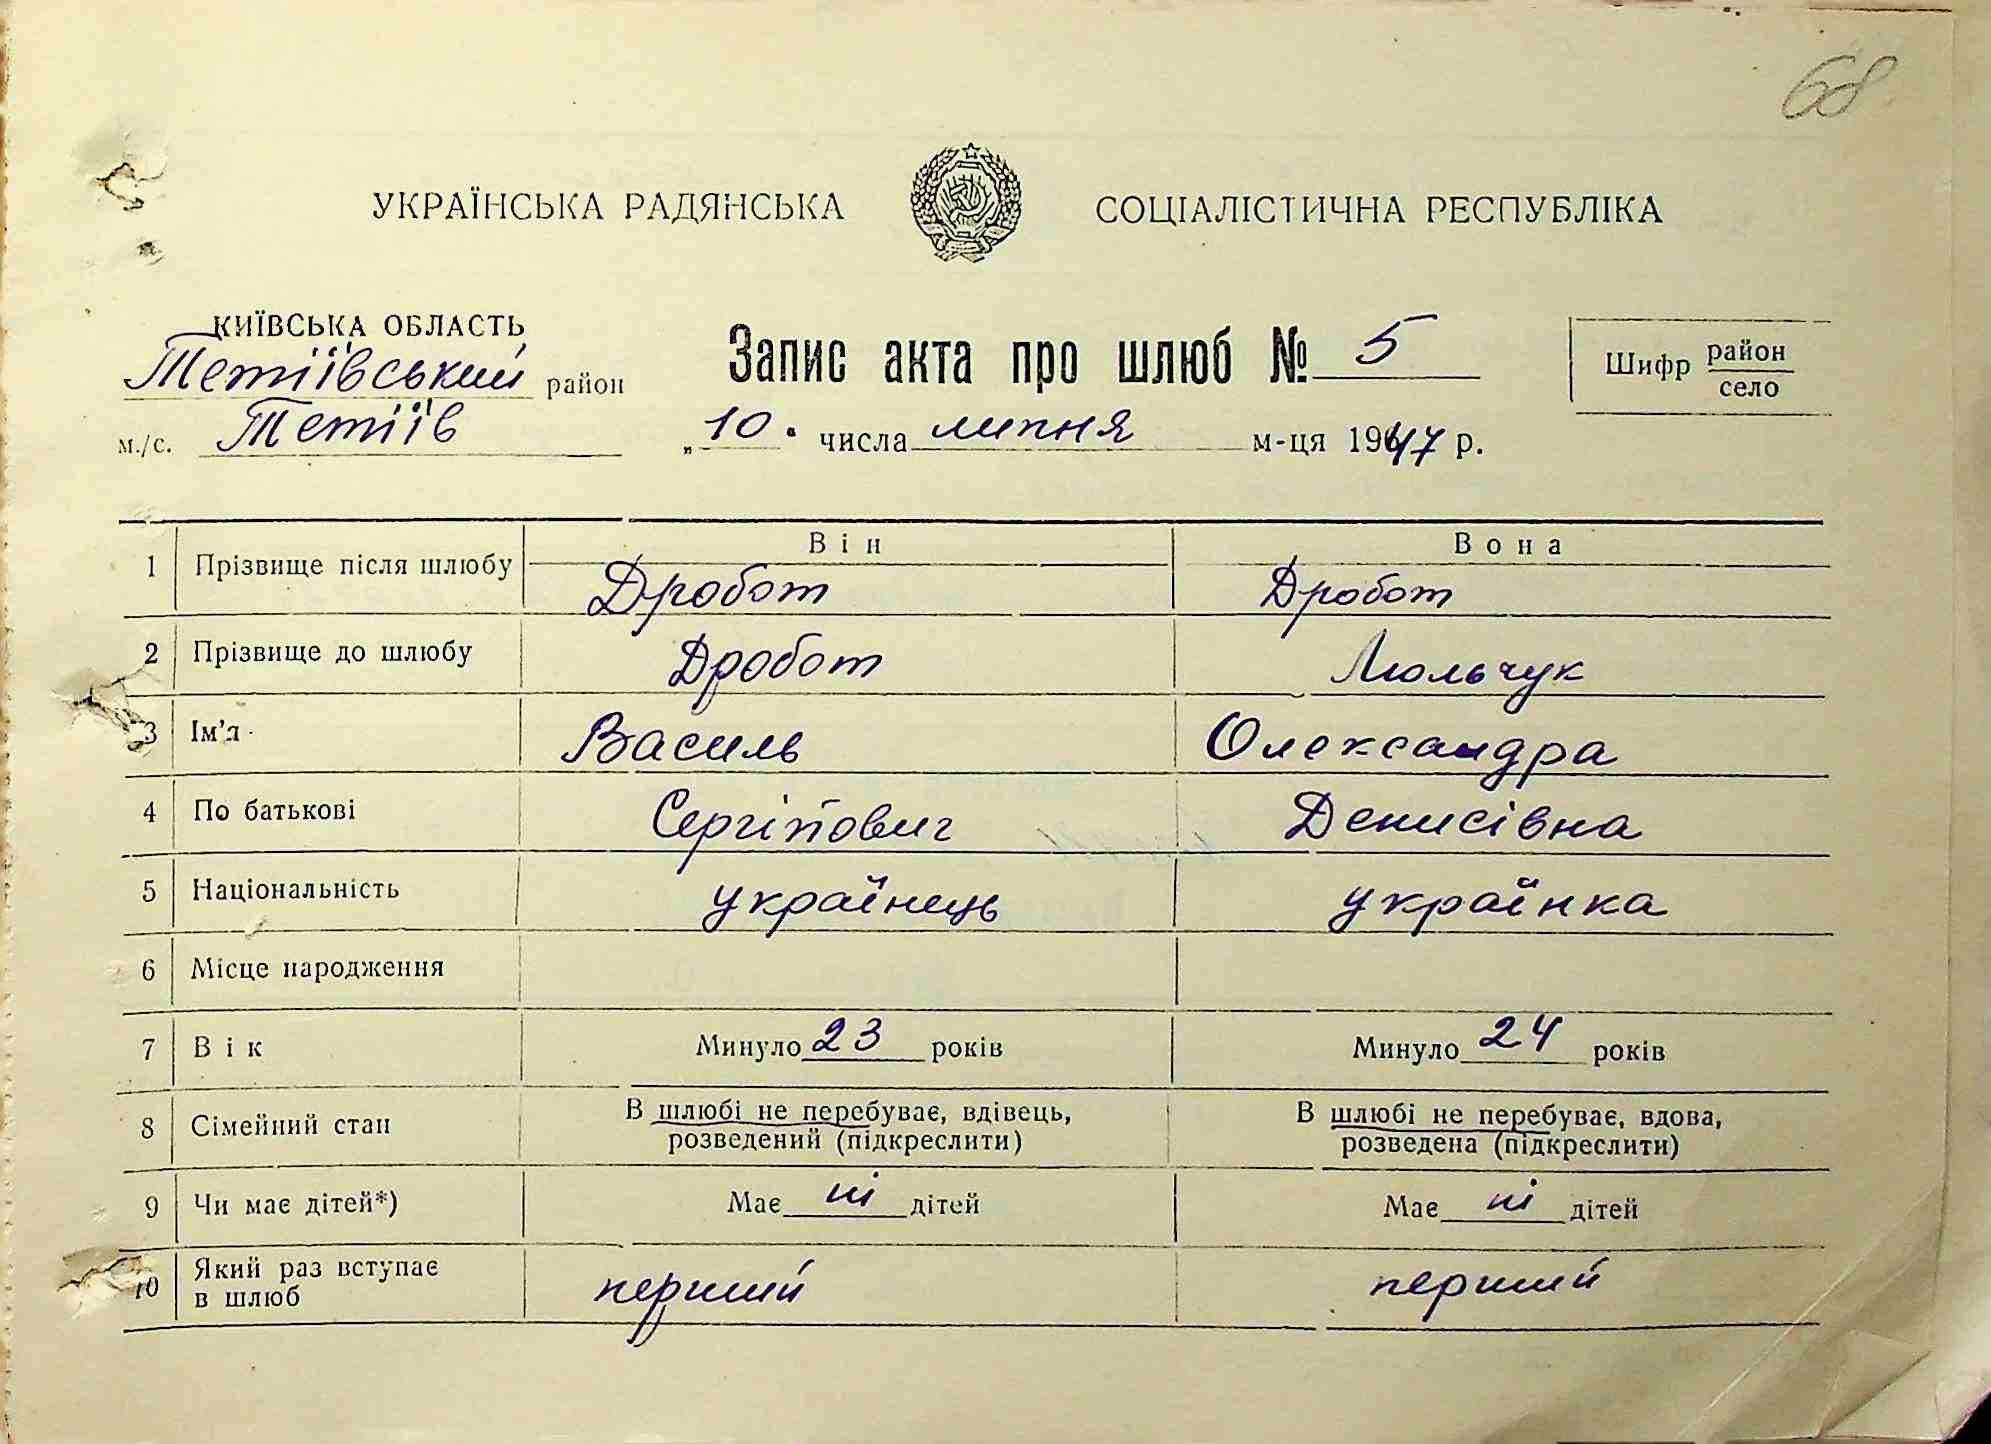 68
УКРАЇНСЬКА РАДЯНСЬКА СОЦІАЛІСТИЧНА РЕСПУБЛІКА
КИЇВСЬКА ОБЛАСТЬ
Тетіївський район
м./с. Тетіїв
Запис акта про шлюб № 5
„10“ числа липня м-ця 1947 р.
Шифр район
село
Він Вона
1 Прізвище після шлюбу Дробот Дробот
2 Прізвище до шлюбу Дробот Люльчук
3 Ім'я Василь Олександра
4 По батькові Сергійович Денисівна
5 Національність українець українка
6 Місце народження
7 Вік Минуло 23 років Минуло 24 років
8 Сімейний стан В шлюбі не перебуває, вдівець, В шлюбі не перебуває, вдова,
розведений (підкреслити) розведена (підкреслити)
9 Чи має дітей*) Має ні дітей Має ні дітей
10 Який раз вступає
в шлюб перший перший